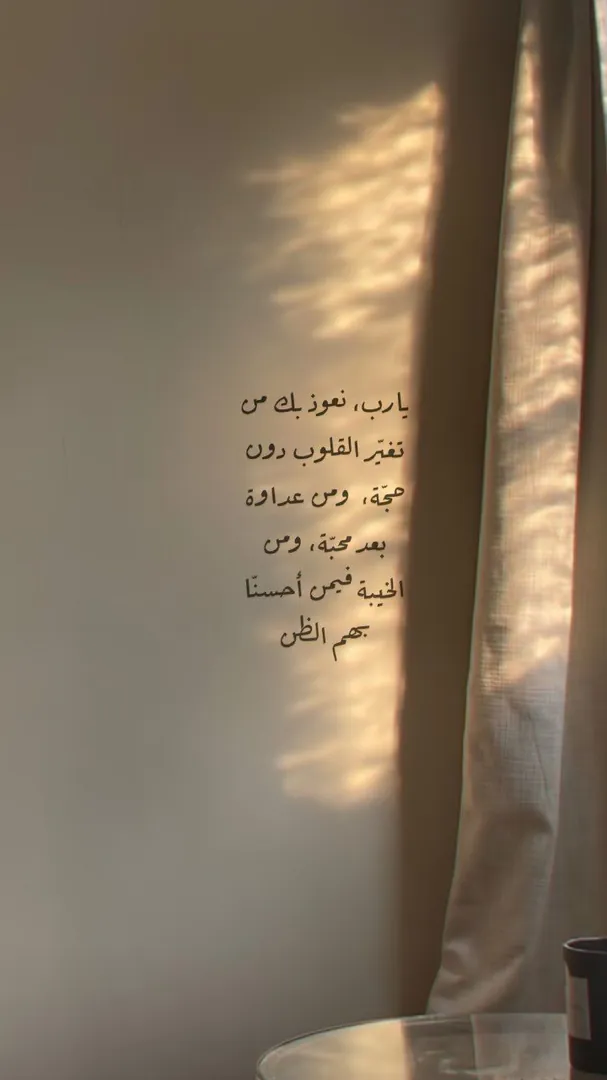 يارب، نعوذ بك من
تغيّر القلوب دون
حجّة، ومن عداوة
بعد محبّة، ومن
الخيبة فيمن أحسنّا
بهم الظن